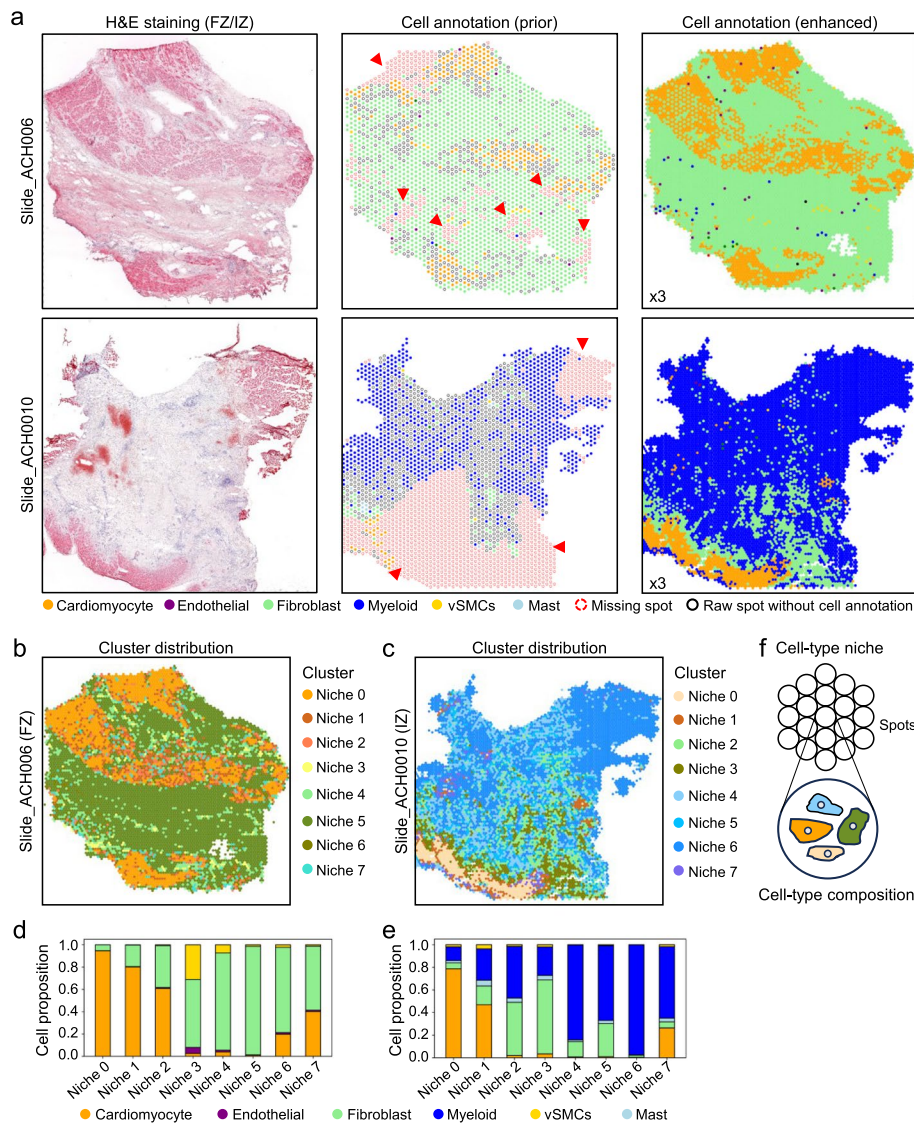 a
H&E staining (FZ/IZ)
Cell annotation (prior)
Cell annotation (enhanced)
Slide_ACH006
x3
Slide_ACH0010
x3
Cardiomyocyte Endothelial Fibroblast Myeloid vSMCs Mast Missing spot Raw spot without cell annotation
b
Cluster distribution
Slide_ACH006 (FZ)
Cluster
Niche 0
Niche 1
Niche 2
Niche 3
Niche 4
Niche 5
Niche 6
Niche 7
c
Cluster distribution
Slide_ACH0010 (IZ)
Cluster
Niche 0
Niche 1
Niche 2
Niche 3
Niche 4
Niche 5
Niche 6
Niche 7
f
Cell-type niche
Spots
Cell-type composition
d
Cell proposition
1.0
0.8
0.6
0.4
0.2
0.0
Niche 0 Niche 1 Niche 2 Niche 3 Niche 4 Niche 5 Niche 6 Niche 7
e
Cell proposition
1.0
0.8
0.6
0.4
0.2
0.0
Niche 0 Niche 1 Niche 2 Niche 3 Niche 4 Niche 5 Niche 6 Niche 7
Cardiomyocyte Endothelial Fibroblast Myeloid vSMCs Mast